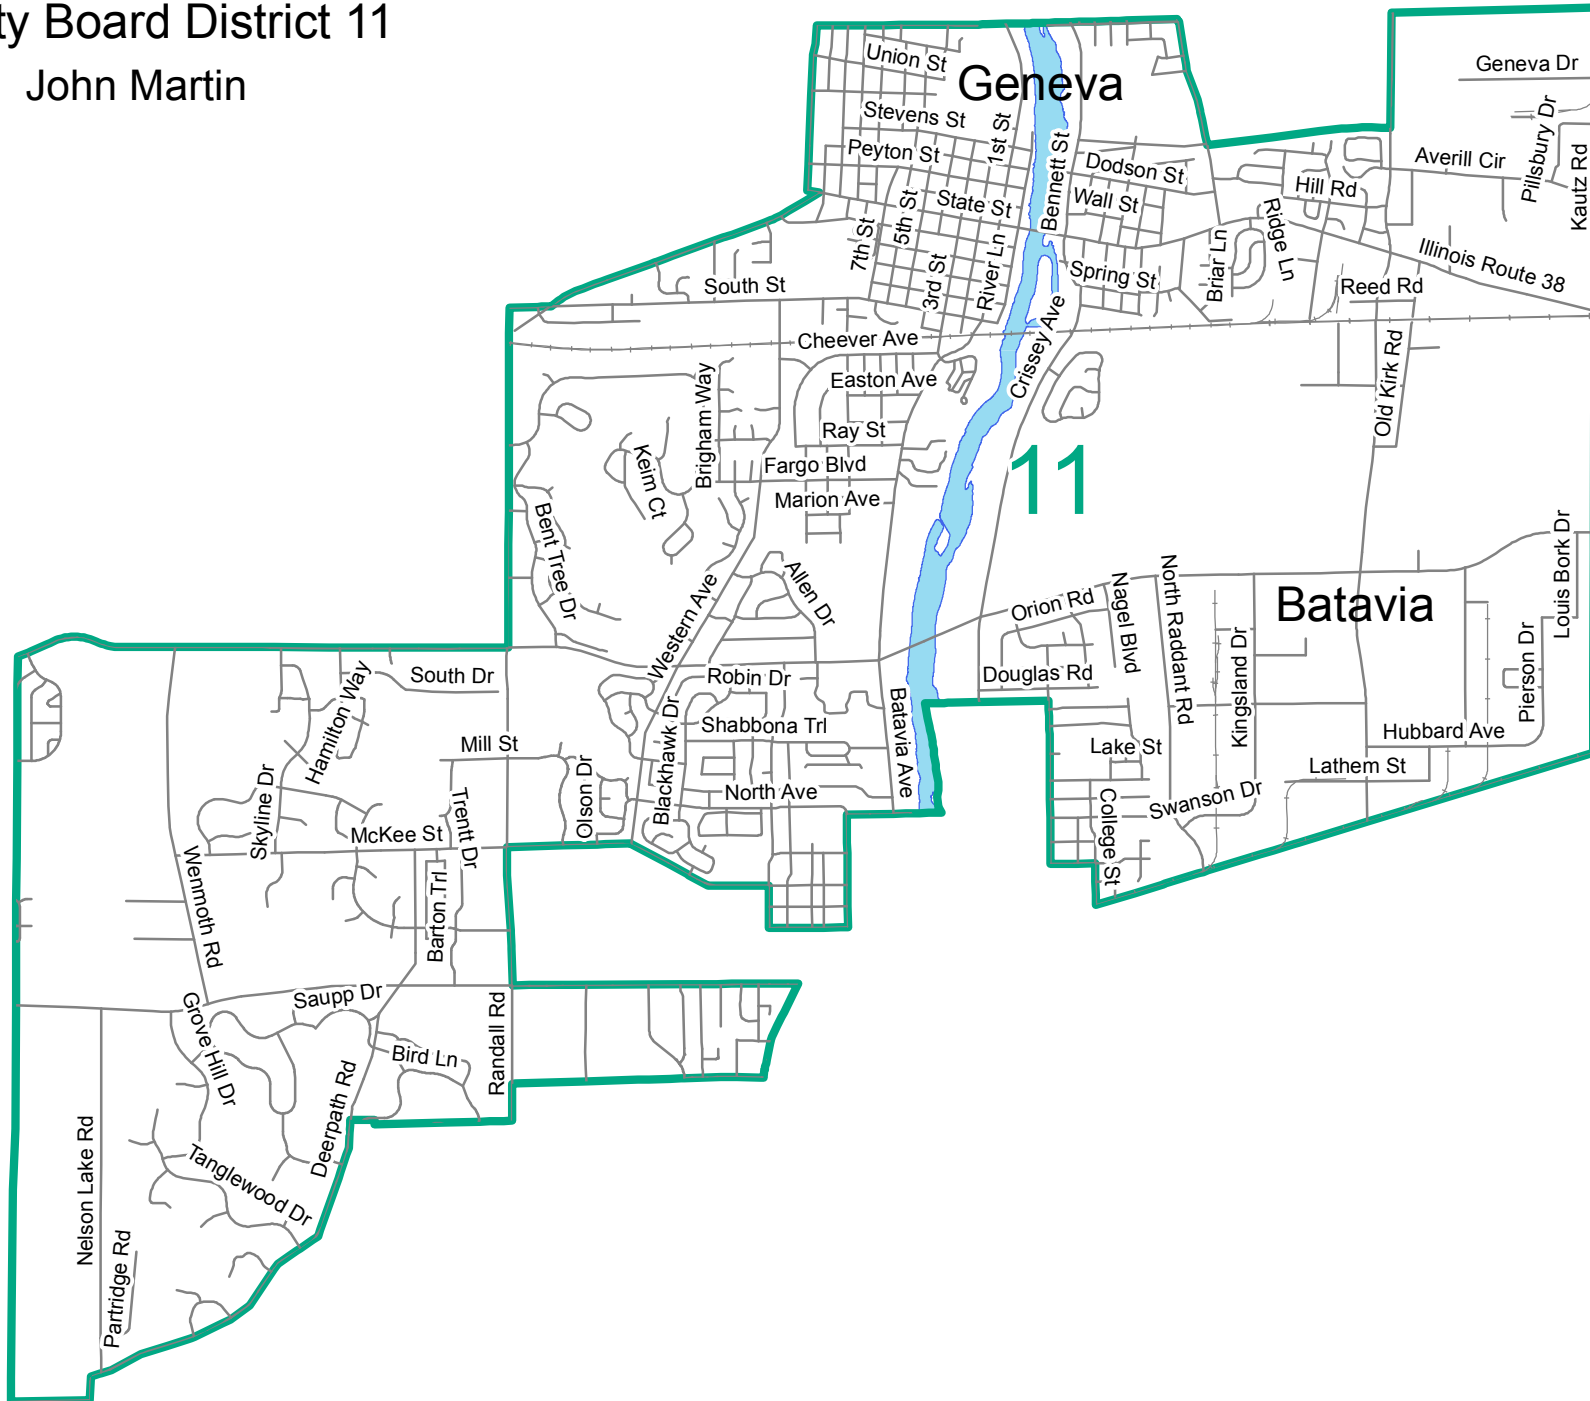 ty Board District 11
John Martin
Geneva
Batavia
11
Union St
Stevens St
Peyton St
State St
1st St
Bennett St
Dodson St
Wall St
Hill Rd
Averill Cir
Geneva Dr
Pillsbury Dr
Kautz Rd
7th St
5th St
3rd St
River Ln
Spring St
Briar Ln
Ridge Ln
Illinois Route 38
Reed Rd
South St
Cheever Ave
Crissey Ave
Old Kirk Rd
Easton Ave
Brigham Way
Ray St
Keim Ct
Fargo Blvd
Marion Ave
Bent Tree Dr
Western Ave
Allen Dr
Orion Rd
Nagel Blvd
North Raddant Rd
Kingsland Dr
Louis Bork Dr
Pierson Dr
Douglas Rd
South Dr
Robin Dr
Hamilton Way
Shabbona Trl
Batavia Ave
Blackhawk Dr
Mill St
Lake St
Hubbard Ave
Lathem St
Swanson Dr
College St
Olson Dr
North Ave
Skyline Dr
Trentt Dr
McKee St
Wenmoth Rd
Barton Trl
Saupp Dr
Randall Rd
Grove Hill Dr
Bird Ln
Deerpath Rd
Nelson Lake Rd
Tanglewood Dr
Partridge Rd